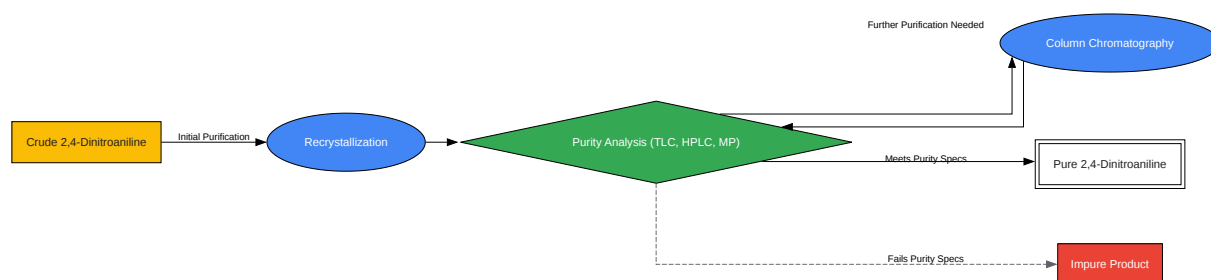 Further Purification Needed
Column Chromatography
Crude 2,4-Dinitroaniline
Initial Purification
Recrystallization
Purity Analysis (TLC, HPLC, MP)
Meets Purity Specs
Pure 2,4-Dinitroaniline
Fails Purity Specs
Impure Product